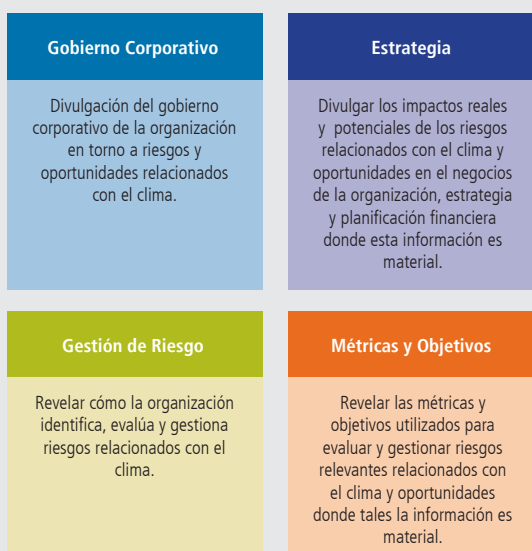 Gobierno Corporativo
Divulgación del gobierno
corporativo de la organización
en torno a riesgos y
oportunidades relacionados
con el clima.
Estrategia
Divulgar los impactos reales
y potenciales de los riesgos
relacionados con el clima y
oportunidades en el negocios
de la organización, estrategia
y planificación financiera
donde esta información es
material.
Gestión de Riesgo
Revelar cómo la organización
identifica, evalúa y gestiona
riesgos relacionados con el
clima.
Métricas y Objetivos
Revelar las métricas y
objetivos utilizados para
evaluar y gestionar riesgos
relevantes relacionados con
el clima y oportunidades
donde tales la información es
material.